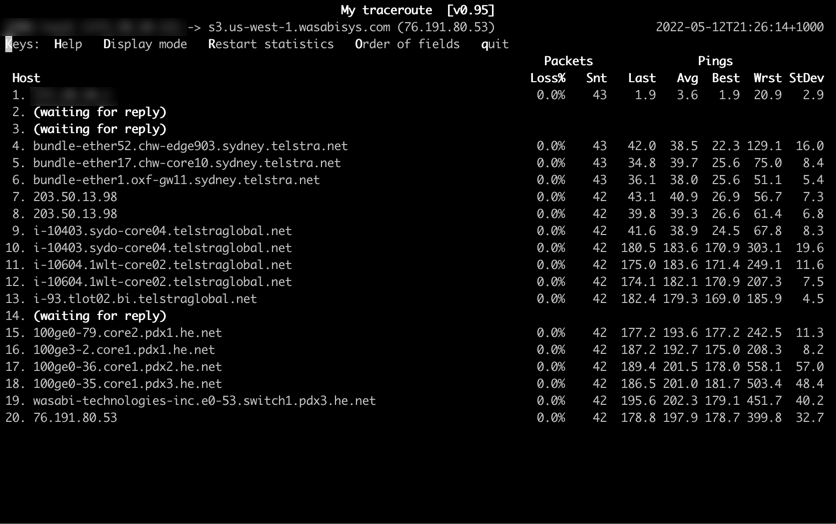 My traceroute [v0.95]
-> s3.us-west-1.wasabisys.com (76.191.80.53) 2022-05-12T21:26:14+1000
Keys: Help Display mode Restart statistics Order of fields quit
Packets Pings
Host Loss% Snt Last Avg Best Wrst StDev
1. 0.0% 43 1.9 3.6 1.9 20.9 2.9
2. (waiting for reply)
3. (waiting for reply)
4. bundle-ether52.chw-edge903.sydney.telstra.net 0.0% 43 42.0 38.5 22.3 129.1 16.0
5. bundle-ether17.chw-core10.sydney.telstra.net 0.0% 43 34.8 39.7 25.6 75.0 8.4
6. bundle-ether1.oxf-gw11.sydney.telstra.net 0.0% 43 36.1 38.0 25.6 51.1 5.4
7. 203.50.13.98 0.0% 42 43.1 40.9 26.9 56.7 7.3
8. 203.50.13.98 0.0% 42 39.8 39.3 26.6 61.4 6.8
9. i-10403.sydo-core04.telstraglobal.net 0.0% 42 41.6 38.9 24.5 67.8 8.3
10. i-10403.sydo-core04.telstraglobal.net 0.0% 42 180.5 183.6 170.9 303.1 19.6
11. i-10604.1wlt-core02.telstraglobal.net 0.0% 42 175.0 183.6 171.4 249.1 11.6
12. i-10604.1wlt-core02.telstraglobal.net 0.0% 42 174.1 182.1 170.9 207.3 7.5
13. i-93.tlot02.bi.telstraglobal.net 0.0% 42 182.4 179.3 169.0 185.9 4.5
14. (waiting for reply)
15. 100ge0-79.core2.pdx1.he.net 0.0% 42 177.2 193.6 177.2 242.5 11.3
16. 100ge3-2.core1.pdx1.he.net 0.0% 42 187.2 192.7 175.0 208.3 8.2
17. 100ge0-36.core1.pdx2.he.net 0.0% 42 189.4 201.5 178.0 558.1 57.0
18. 100ge0-35.core1.pdx3.he.net 0.0% 42 186.5 201.0 181.7 503.4 48.4
19. wasabi-technologies-inc.e0-53.switch1.pdx3.he.net 0.0% 42 195.6 202.3 179.1 451.7 40.2
20. 76.191.80.53 0.0% 42 178.8 197.9 178.7 399.8 32.7